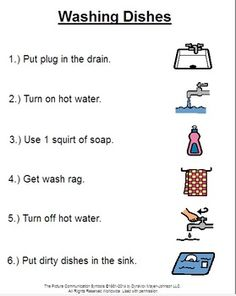 Washing Dishes
1.) Put plug in the drain.
2.) Turn on hot water.
3.) Use 1 squirt of soap.
4.) Get wash rag.
5.) Turn off hot water.
6.) Put dirty dishes in the sink.
The Picture Communication Symbols ©1981-2014 by DynaVox Mayer-Johnson LLC.
All Rights Reserved Worldwide. Used with permission.